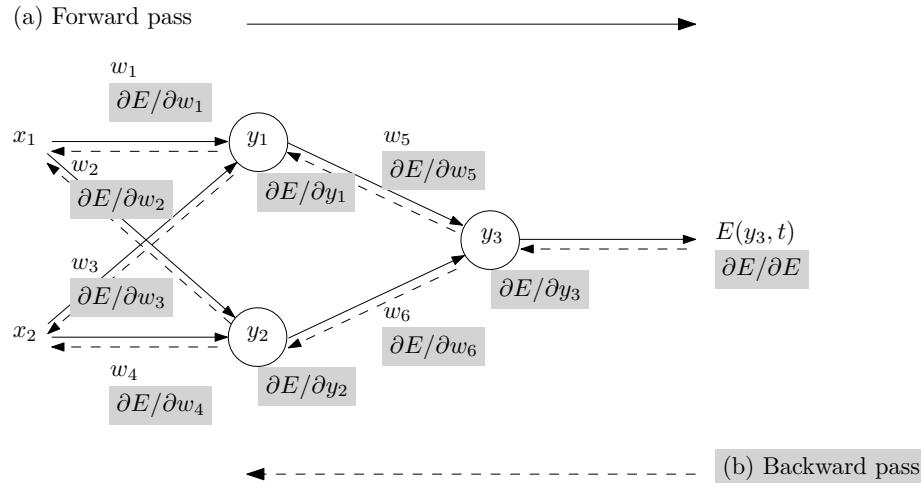 (a) Forward pass
w₁
∂E/∂w₁
x₁
y₁
w₂
∂E/∂w₂
∂E/∂y₁
w₅
∂E/∂w₅
y₃
E(y₃, t)
∂E/∂E
∂E/∂y₃
w₃
∂E/∂w₃
x₂
y₂
w₆
∂E/∂w₆
w₄
∂E/∂w₄
∂E/∂y₂
(b) Backward pass